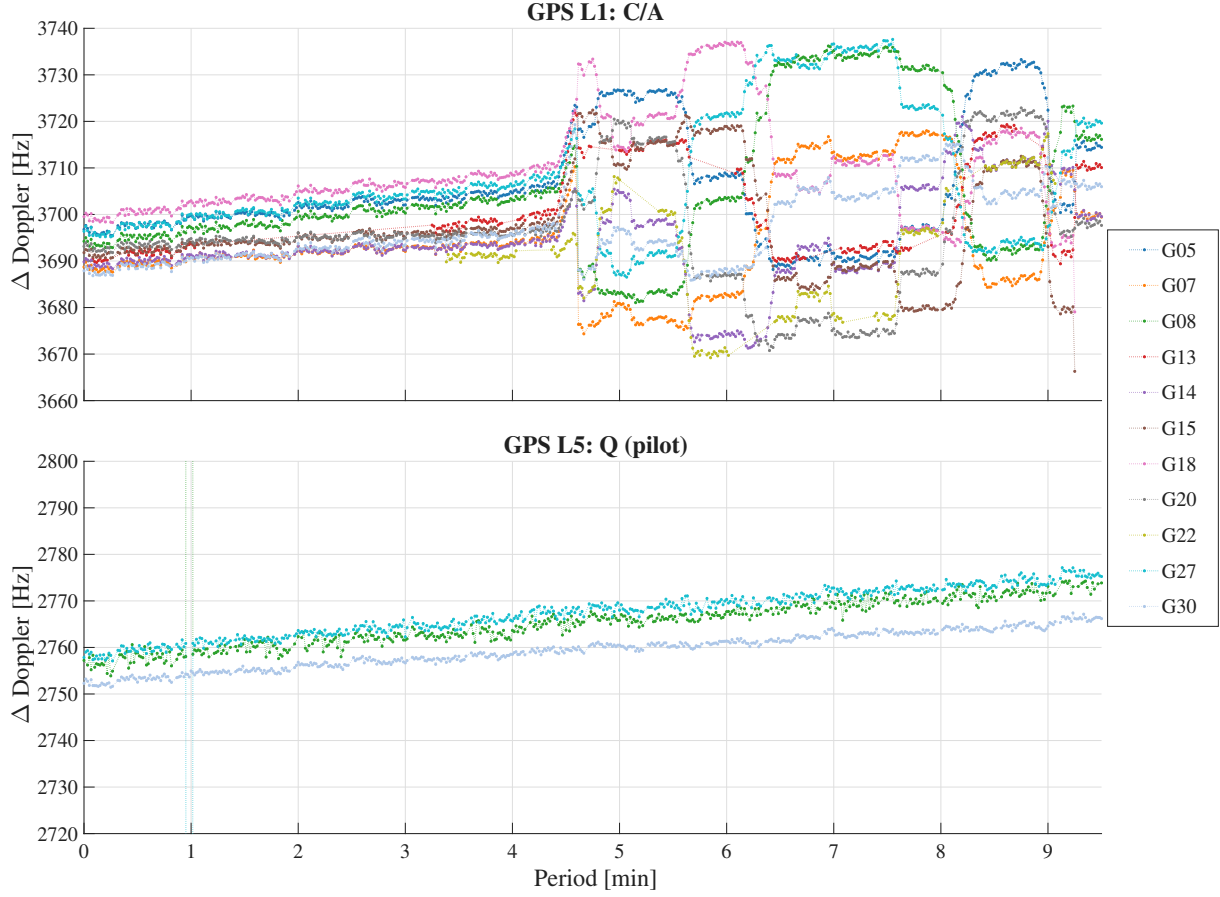 GPS L1: C/A
3740
3730
3720
3710
3700
3690
3680
3670
3660
Δ Doppler [Hz]
GPS L5: Q (pilot)
2800
2790
2780
2770
2760
2750
2740
2730
2720
Δ Doppler [Hz]
0 1 2 3 4 5 6 7 8 9
Period [min]
G05
G07
G08
G13
G14
G15
G18
G20
G22
G27
G30